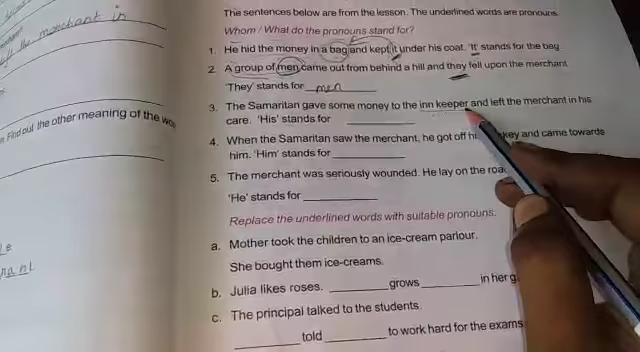 merchant in
left the
The sentences below are from the lesson. The underlined words are pronouns.
Whom / What do the pronouns stand for?
1. He hid the money in a bag and kept it under his coat. 'It' stands for the bag
2. A group of men came out from behind a hill and they fell upon the merchant.
'They' stands for men
3. The Samaritan gave some money to the inn keeper and left the merchant in his
care. 'His' stands for
Find out the other meaning of the
4. When the Samaritan saw the merchant, he got off and came towards
him. 'Him' stands for
5. The merchant was seriously wounded. He lay on the
'He' stands for
Replace the underlined words with suitable pronouns.
a. Mother took the children to an ice-cream parlour.
She bought them ice-creams.
b. Julia likes roses. grows in her
c. The principal talked to the students.
told to work hard for the exams